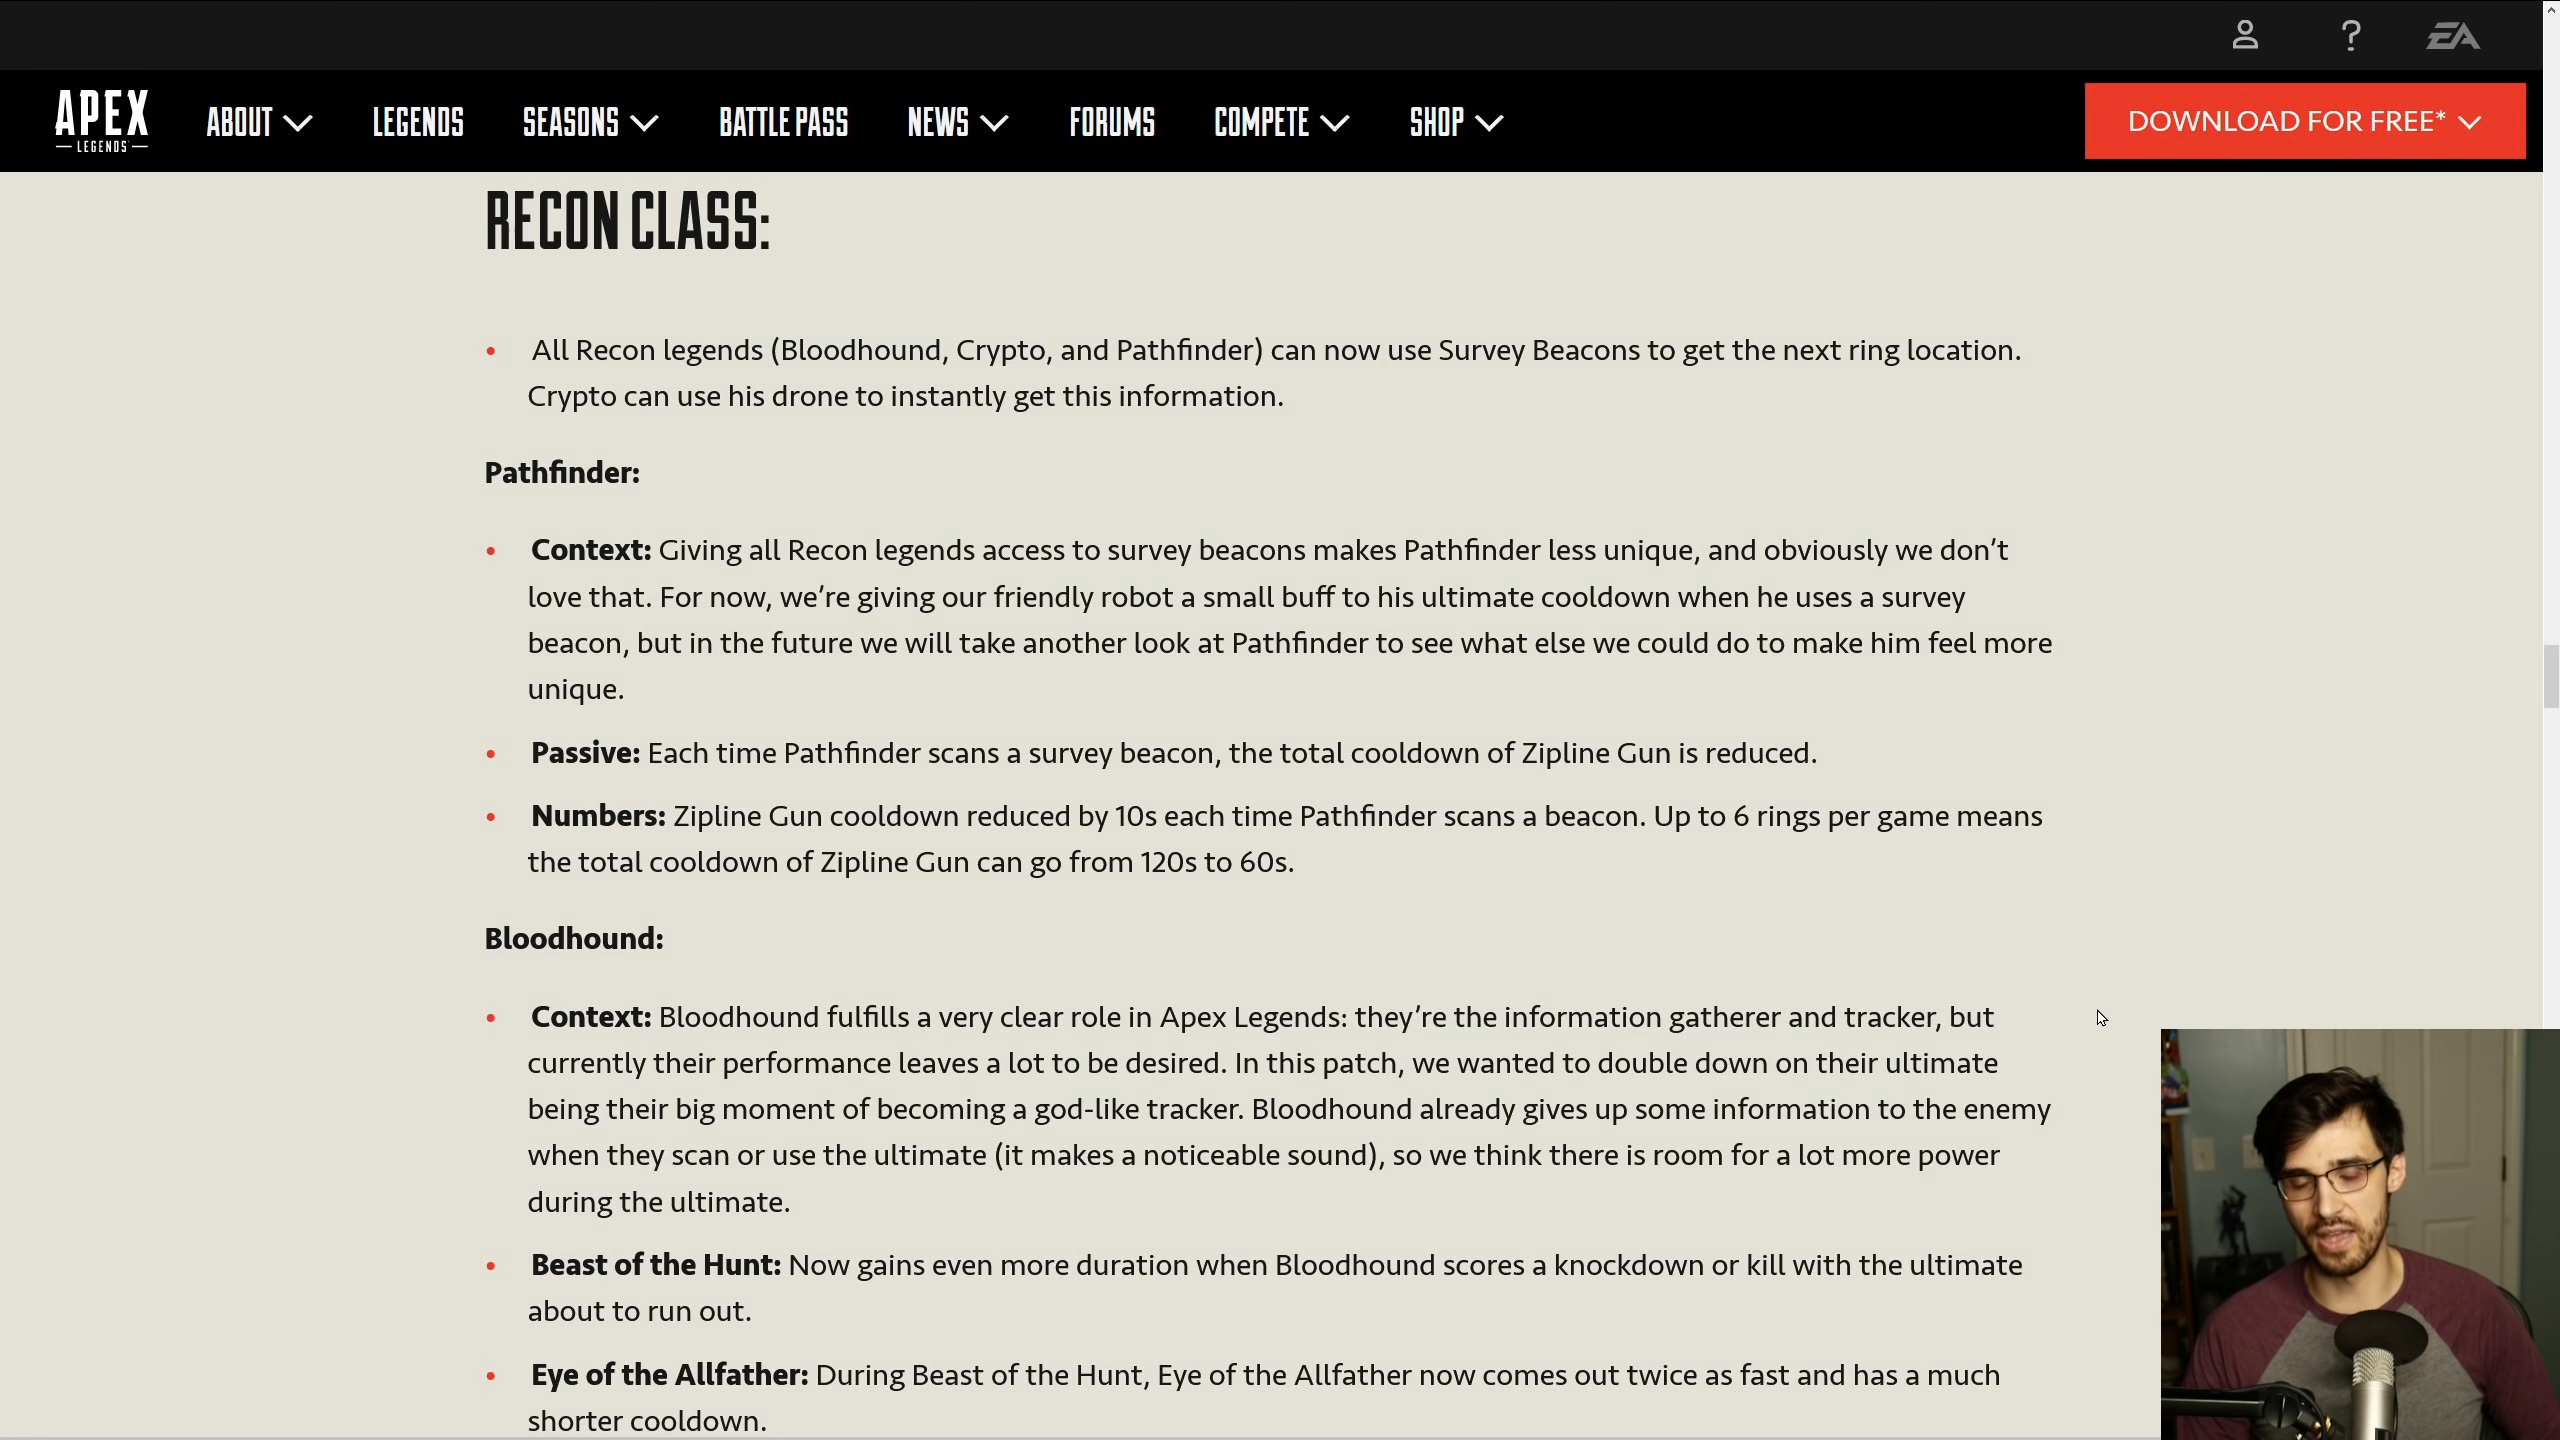 APEX
LEGENDS
ABOUT LEGENDS SEASONS BATTLE PASS NEWS FORUMS COMPETE SHOP
? EA
DOWNLOAD FOR FREE*
RECON CLASS:
• All Recon legends (Bloodhound, Crypto, and Pathfinder) can now use Survey Beacons to get the next ring location.
Crypto can use his drone to instantly get this information.
Pathfinder:
• Context: Giving all Recon legends access to survey beacons makes Pathfinder less unique, and obviously we don’t
love that. For now, we’re giving our friendly robot a small buff to his ultimate cooldown when he uses a survey
beacon, but in the future we will take another look at Pathfinder to see what else we could do to make him feel more
unique.
• Passive: Each time Pathfinder scans a survey beacon, the total cooldown of Zipline Gun is reduced.
• Numbers: Zipline Gun cooldown reduced by 10s each time Pathfinder scans a beacon. Up to 6 rings per game means
the total cooldown of Zipline Gun can go from 120s to 60s.
Bloodhound:
• Context: Bloodhound fulfills a very clear role in Apex Legends: they’re the information gatherer and tracker, but
currently their performance leaves a lot to be desired. In this patch, we wanted to double down on their ultimate
being their big moment of becoming a god-like tracker. Bloodhound already gives up some information to the enemy
when they scan or use the ultimate (it makes a noticeable sound), so we think there is room for a lot more power
during the ultimate.
• Beast of the Hunt: Now gains even more duration when Bloodhound scores a knockdown or kill with the ultimate
about to run out.
• Eye of the Allfather: During Beast of the Hunt, Eye of the Allfather now comes out twice as fast and has a much
shorter cooldown.